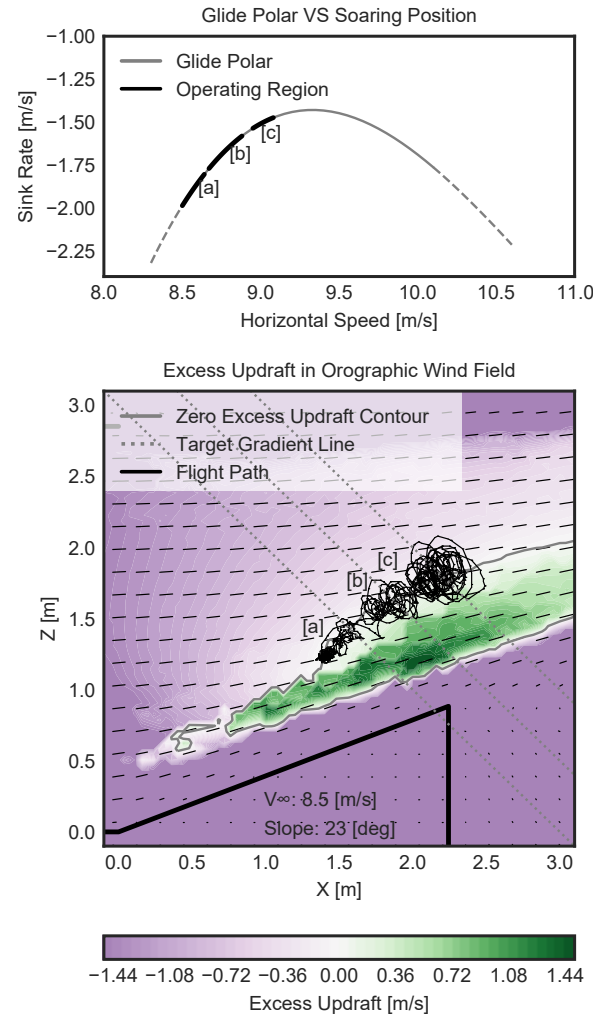 Glide Polar VS Soaring Position
−1.00
−1.25
−1.50
−1.75
−2.00
−2.25
Sink Rate [m/s]
Glide Polar
Operating Region
[a]
[b]
[c]
8.0 8.5 9.0 9.5 10.0 10.5 11.0
Horizontal Speed [m/s]
Excess Updraft in Orographic Wind Field
3.0
2.5
2.0
1.5
1.0
0.5
0.0
Z [m]
Zero Excess Updraft Contour
Target Gradient Line
Flight Path
[c]
[b]
[a]
V∞: 8.5 [m/s]
Slope: 23 [deg]
0.0 0.5 1.0 1.5 2.0 2.5 3.0
X [m]
−1.44 −1.08 −0.72 −0.36 0.00 0.36 0.72 1.08 1.44
Excess Updraft [m/s]